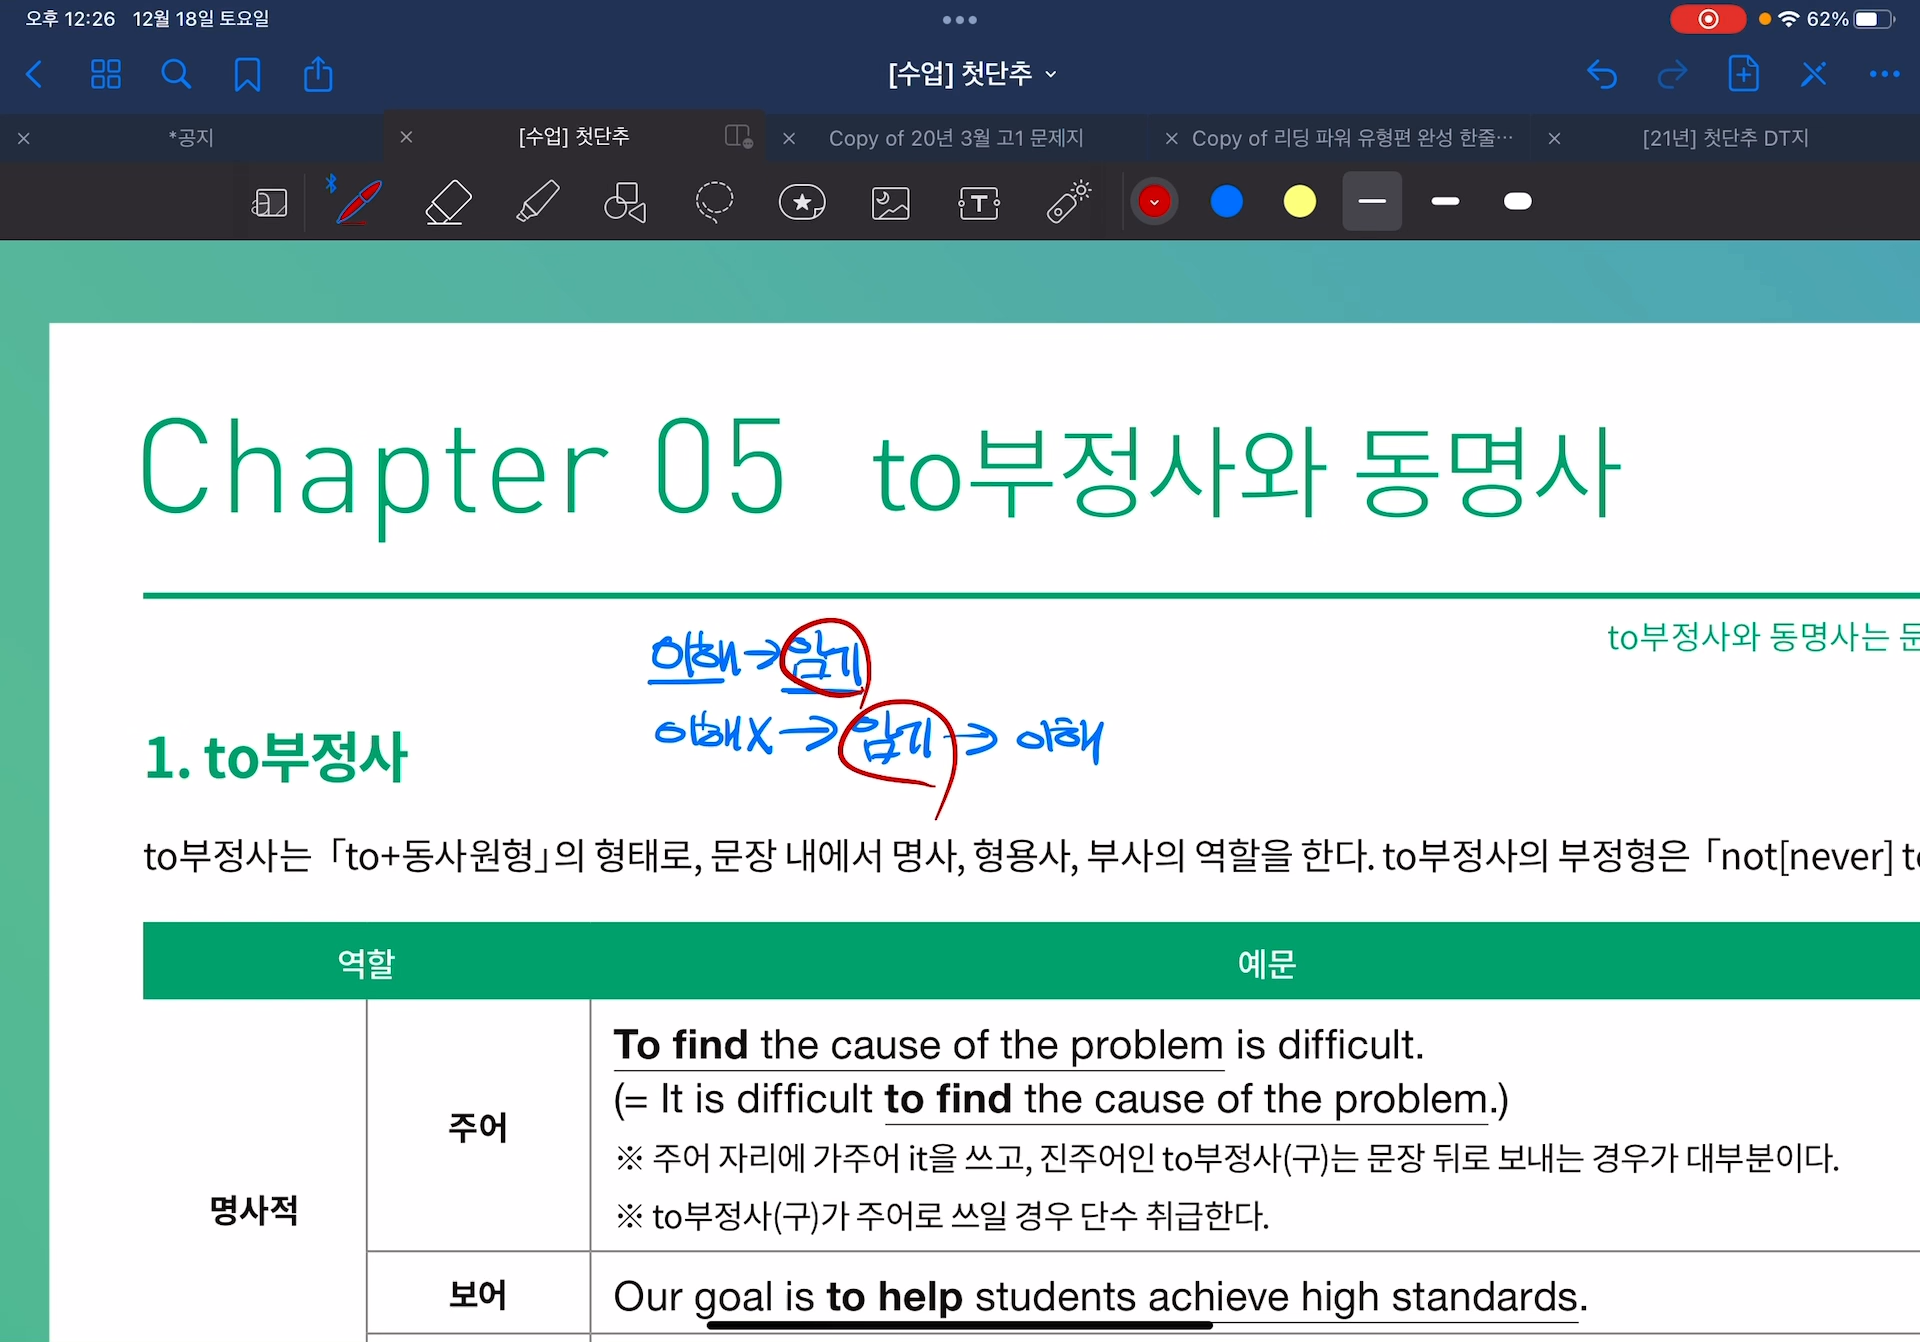 오후 12:26 12월 18일 토요일
62%
[수업] 첫단추
*공지
[수업] 첫단추
Copy of 20년 3월 고1 문제지
Copy of 리딩 파워 유형편 완성 한줄…
[21년] 첫단추 DT지
Chapter 05 to부정사와 동명사
to부정사와 동명사는 문
이해→암기
이해X→암기→이해
1. to부정사
to부정사는 「to+동사원형」의 형태로, 문장 내에서 명사, 형용사, 부사의 역할을 한다. to부정사의 부정형은 「not[never] to
역할 예문
명사적
주어
To find the cause of the problem is difficult.
(= It is difficult to find the cause of the problem.)
※ 주어 자리에 가주어 it을 쓰고, 진주어인 to부정사(구)는 문장 뒤로 보내는 경우가 대부분이다.
※ to부정사(구)가 주어로 쓰일 경우 단수 취급한다.
보어
Our goal is to help students achieve high standards.